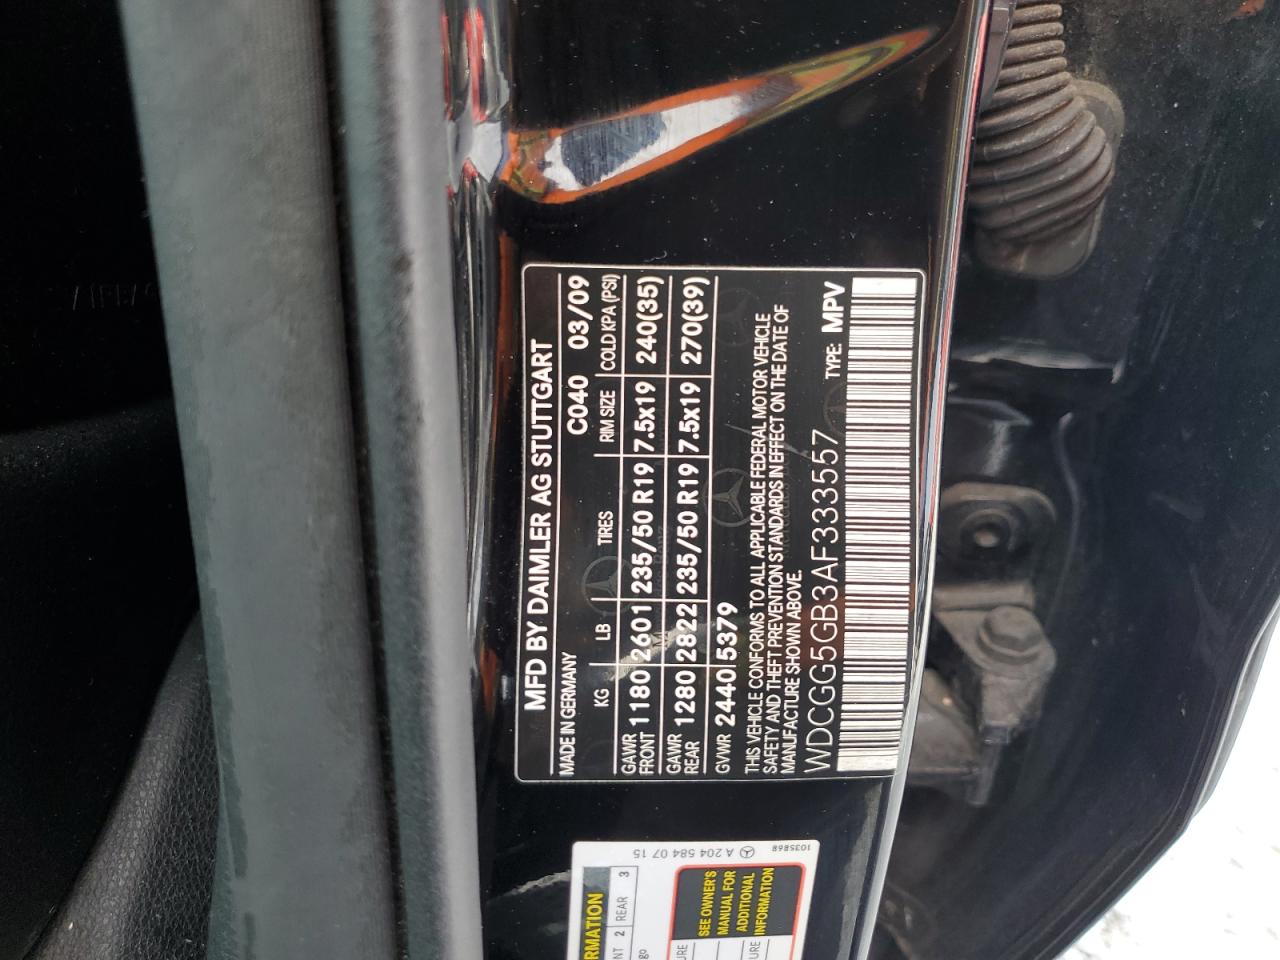 MFD BY DAIMLER AG STUTTGART
MADE IN GERMANY C040 03/09
KG LB TIRES RIM SIZE COLD KPA (PSI)
GAWR FRONT 1180 2601 235/50 R19 7.5x19 240(35)
GAWR REAR 1280 2822 235/50 R19 7.5x19 270(39)
GVWR 2440 5379
THIS VEHICLE CONFORMS TO ALL APPLICABLE FEDERAL MOTOR VEHICLE
SAFETY AND THEFT PREVENTION STANDARDS IN EFFECT ON THE DATE OF
MANUFACTURE SHOWN ABOVE.
WDCGG5GB3AF333557 TYPE: MPV
RMATION
NT 2 REAR 3
SEE OWNER'S
MANUAL FOR
ADDITIONAL
INFORMATION
A 204 584 07 15
1035868